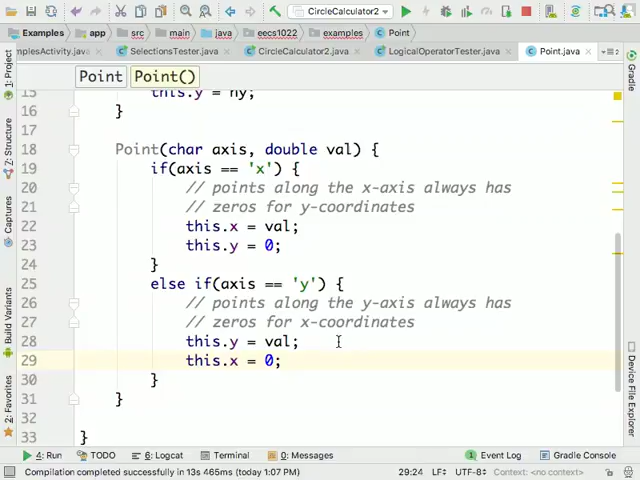 CircleCalculator2
Examples app src main java eecs1022 examples Point
mplesActivity.java SelectionsTester.java CircleCalculator2.java LogicalOperatorTester.java Point.java
Point Point()
15 this.y = ny;
16 }
17
18 Point(char axis, double val) {
19 if(axis == 'x') {
20 // points along the x-axis always has
21 // zeros for y-coordinates
22 this.x = val;
23 this.y = 0;
24 }
25 else if(axis == 'y') {
26 // points along the y-axis always has
27 // zeros for x-coordinates
28 this.y = val;
29 this.x = 0;
30 }
31 }
32
33 }
1: Project
7: Structure
Captures
Build Variants
2: Favorites
Gradle
Device File Explorer
4: Run TODO 6: Logcat Terminal 0: Messages 1 Event Log Gradle Console
Compilation completed successfully in 13s 465ms (today 1:07 PM) 29:24 LF÷ UTF-8÷ Context: <no context>